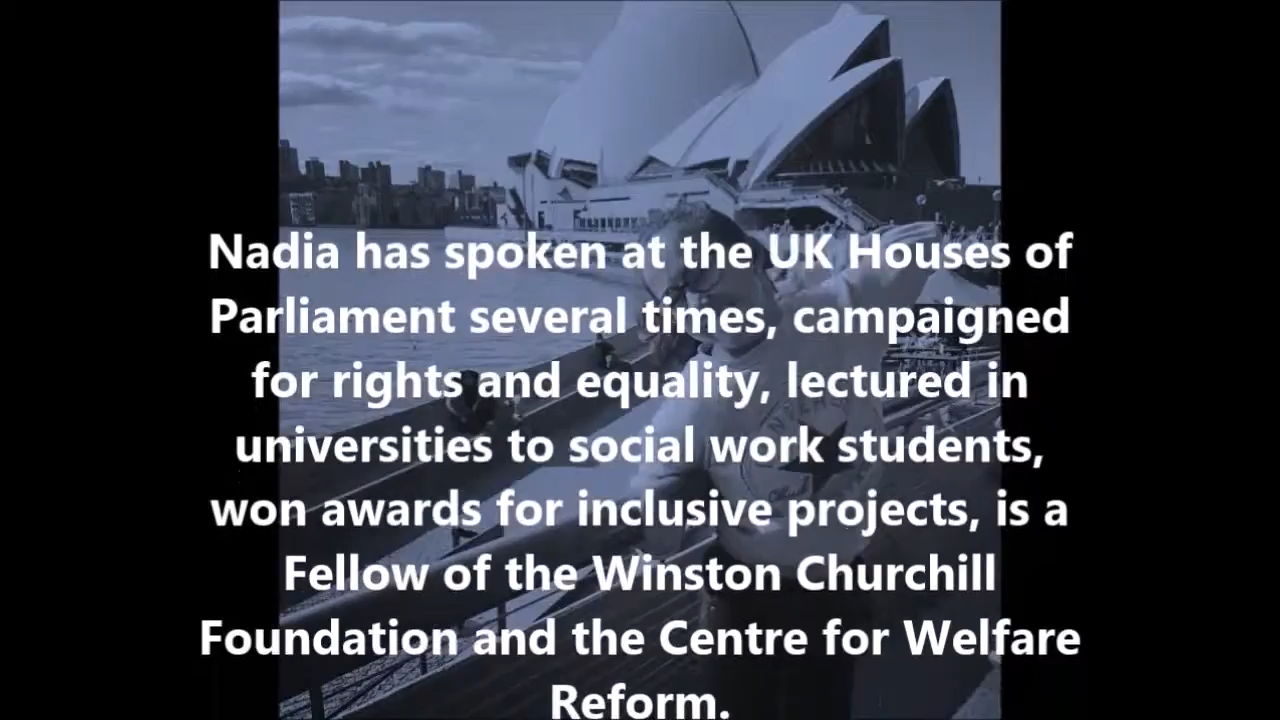 Nadia has spoken at the UK Houses of
Parliament several times, campaigned
for rights and equality, lectured in
universities to social work students,
won awards for inclusive projects, is a
Fellow of the Winston Churchill
Foundation and the Centre for Welfare
Reform.